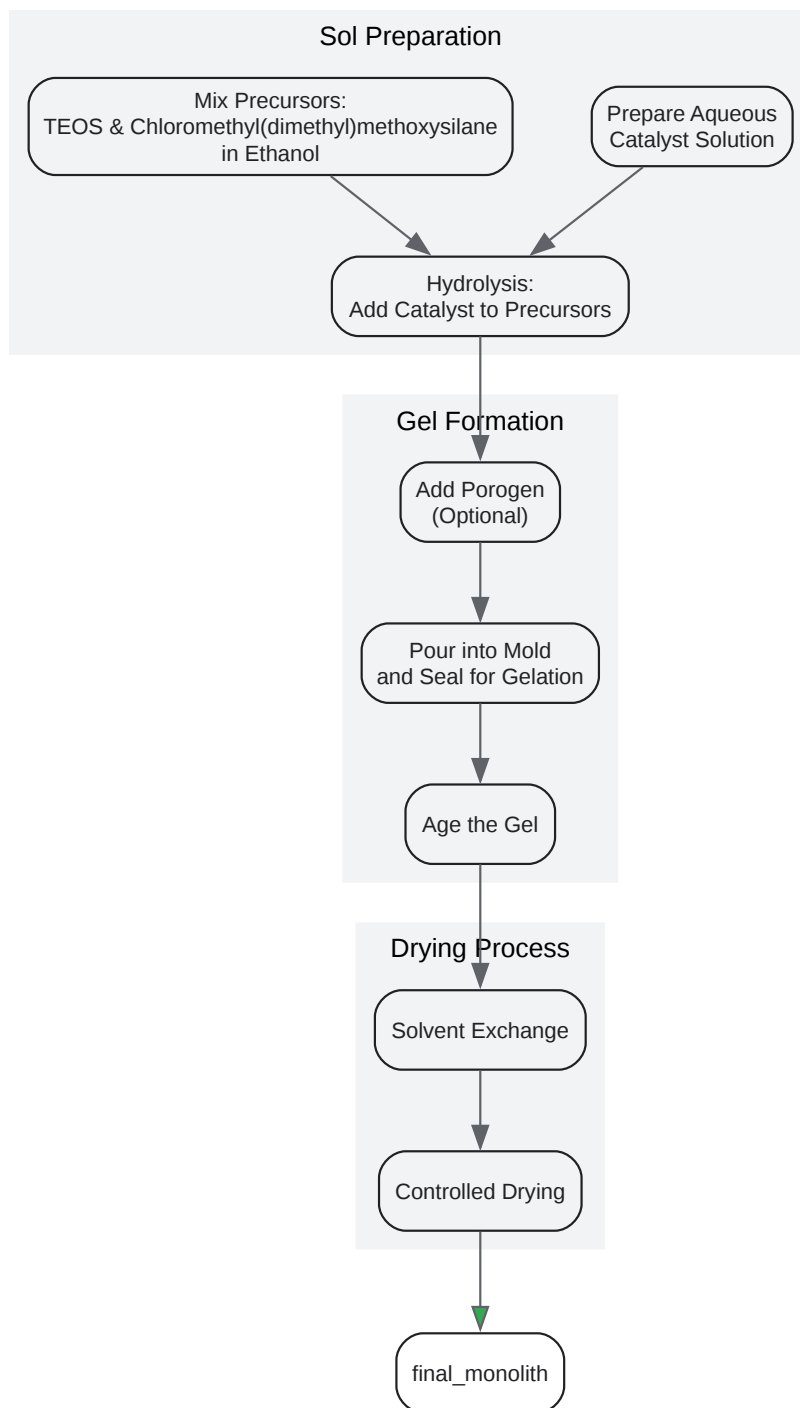 Sol Preparation
Mix Precursors:
TEOS & Chloromethyl(dimethyl)methoxysilane
in Ethanol
Prepare Aqueous
Catalyst Solution
Hydrolysis:
Add Catalyst to Precursors
Gel Formation
Add Porogen
(Optional)
Pour into Mold
and Seal for Gelation
Age the Gel
Drying Process
Solvent Exchange
Controlled Drying
final_monolith